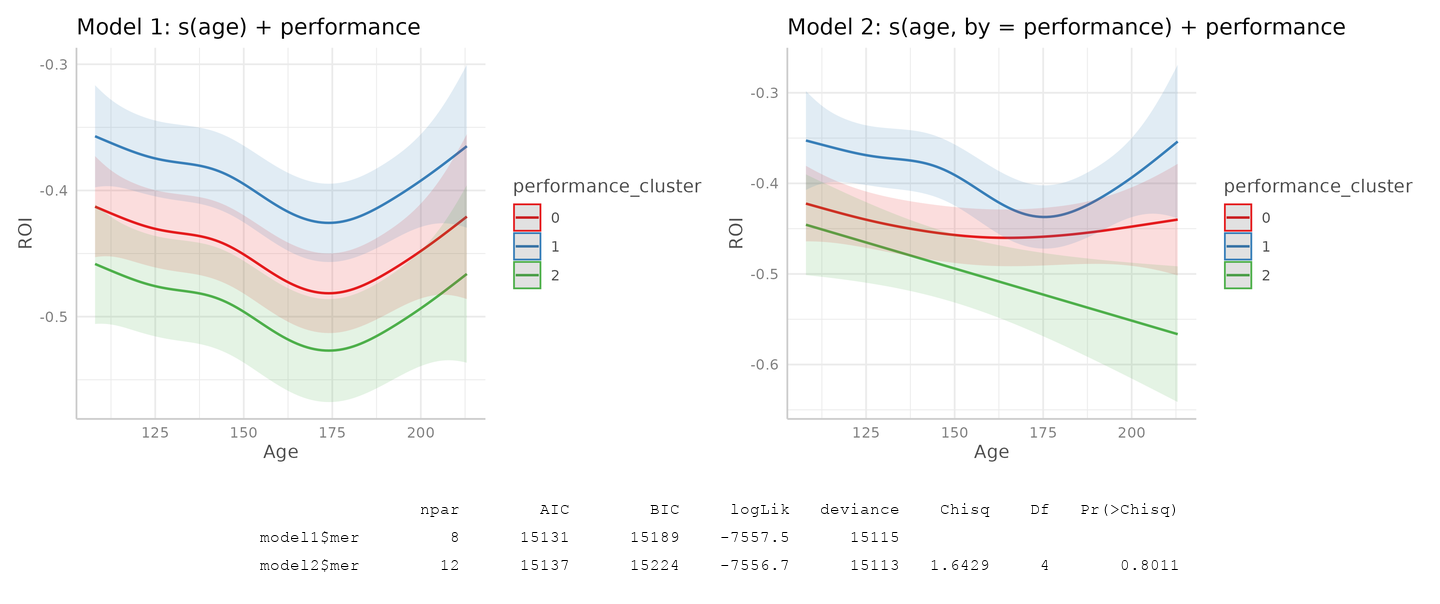 Model 1: s(age) + performance
-0.3
-0.4
-0.5
ROI
125 150 175 200
Age
performance_cluster
0
1
2
Model 2: s(age, by = performance) + performance
-0.3
-0.4
-0.5
-0.6
ROI
125 150 175 200
Age
performance_cluster
0
1
2
npar AIC BIC logLik deviance Chisq Df Pr(>Chisq)
model1$mer 8 15131 15189 -7557.5 15115
model2$mer 12 15137 15224 -7556.7 15113 1.6429 4 0.8011